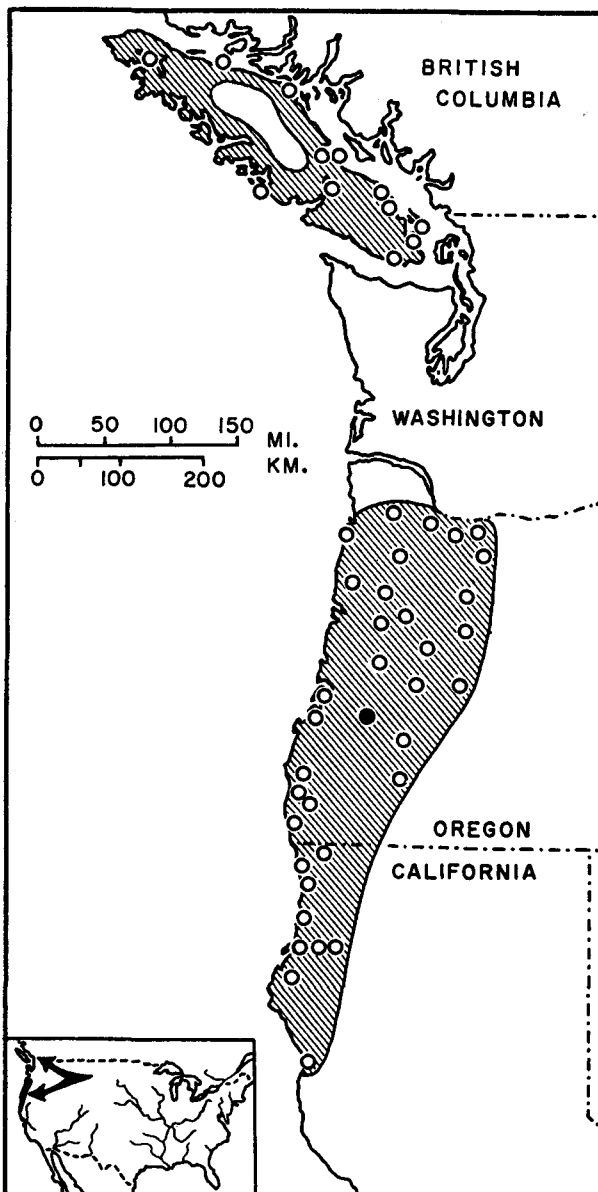 BRITISH
COLUMBIA
0 50 100 150 MI.
0 100 200 KM.
WASHINGTON
OREGON
CALIFORNIA